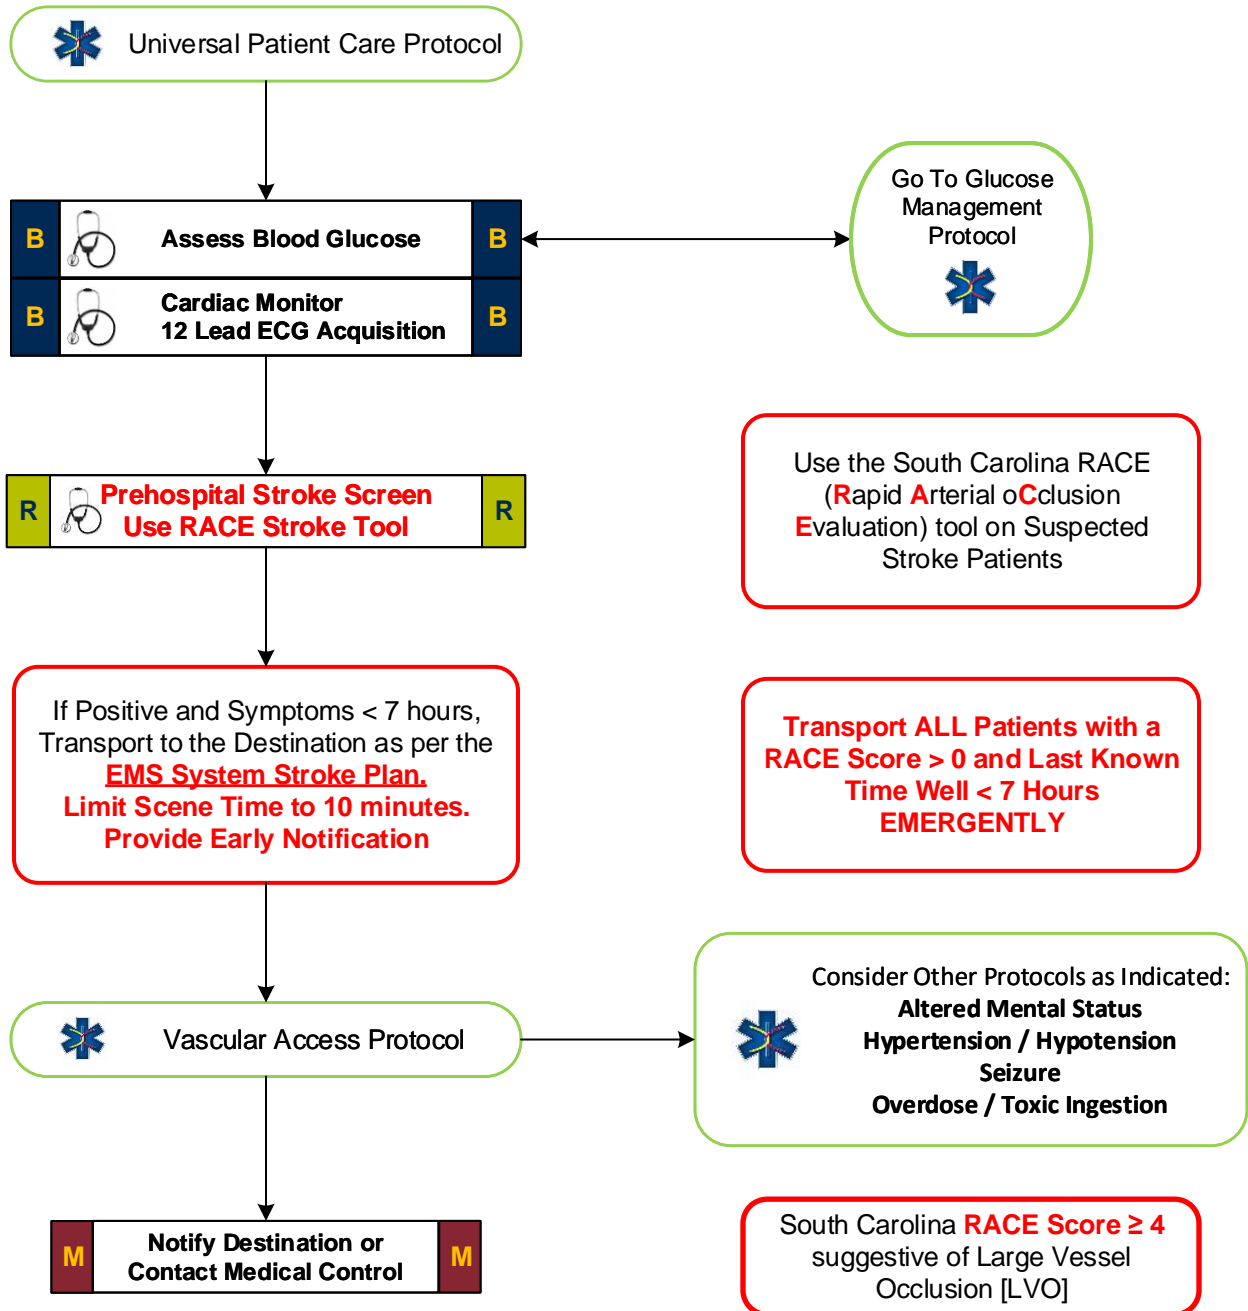 Universal Patient Care Protocol
B
Assess Blood Glucose
B
Go To Glucose
Management
Protocol
B
Cardiac Monitor
12 Lead ECG Acquisition
B
R
Prehospital Stroke Screen
Use RACE Stroke Tool
R
Use the South Carolina RACE
(Rapid Arterial oCclusion
Evaluation) tool on Suspected
Stroke Patients
If Positive and Symptoms < 7 hours,
Transport to the Destination as per the
EMS System Stroke Plan.
Limit Scene Time to 10 minutes.
Provide Early Notification
Transport ALL Patients with a
RACE Score > 0 and Last Known
Time Well < 7 Hours
EMERGENTLY
Vascular Access Protocol
Consider Other Protocols as Indicated:
Altered Mental Status
Hypertension / Hypotension
Seizure
Overdose / Toxic Ingestion
M
Notify Destination or
Contact Medical Control
M
South Carolina RACE Score ≥ 4
suggestive of Large Vessel
Occlusion [LVO]